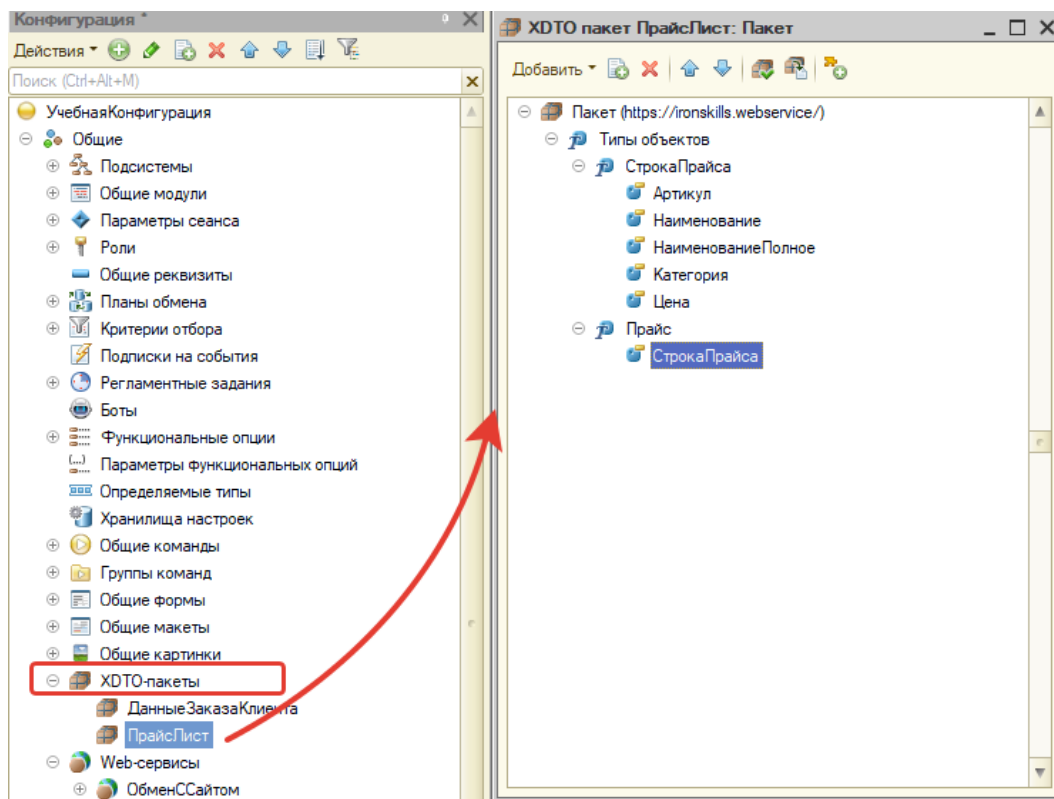 Конфигурация *
Действия
Поиск (Ctrl+Alt+M)
УчебнаяКонфигурация
Общие
Подсистемы
Общие модули
Параметры сеанса
Роли
Общие реквизиты
Планы обмена
Критерии отбора
Подписки на события
Регламентные задания
Боты
Функциональные опции
Параметры функциональных опций
Определяемые типы
Хранилища настроек
Общие команды
Группы команд
Общие формы
Общие макеты
Общие картинки
XDTO-пакеты
ДанныеЗаказаКлиента
ПрайсЛист
Web-сервисы
ОбменССайтом
XDTO пакет ПрайсЛист: Пакет
Добавить
Пакет (https://ironskills.webservice/)
Типы объектов
СтрокаПрайса
Артикул
Наименование
НаименованиеПолное
Категория
Цена
Прайс
СтрокаПрайса